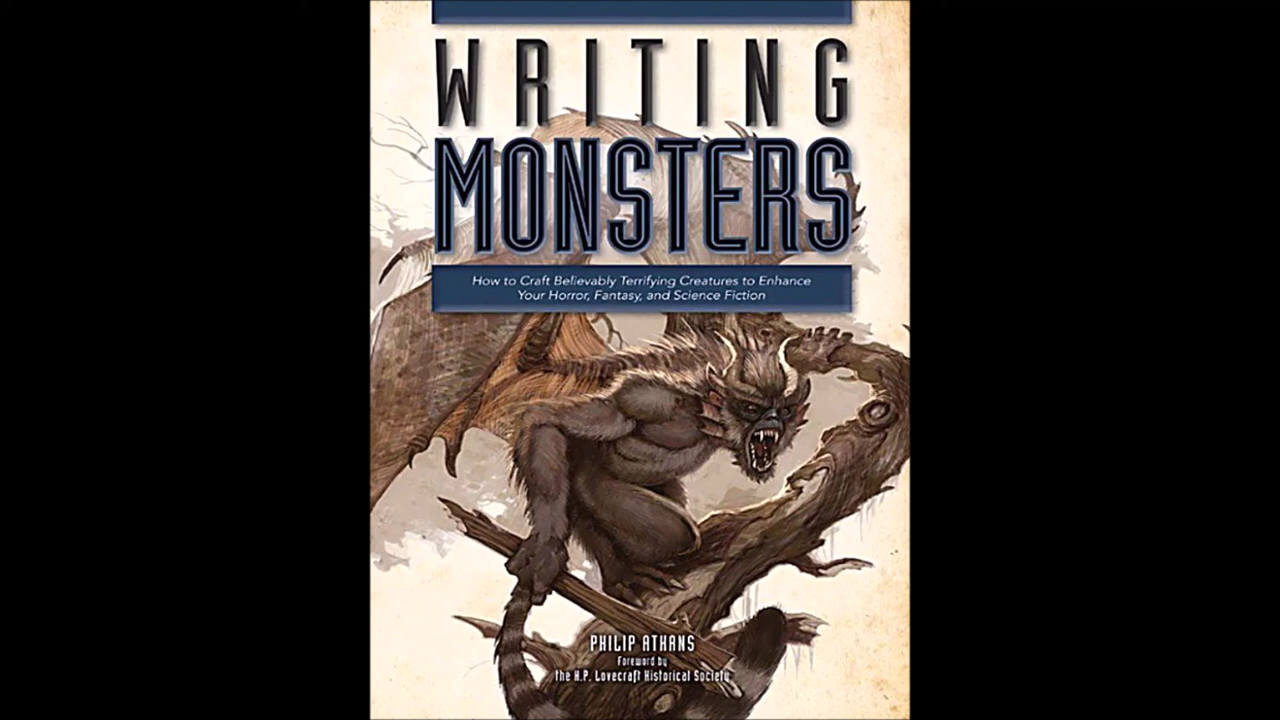 WRITING
MONSTERS
How to Craft Believably Terrifying Creatures to Enhance
Your Horror, Fantasy, and Science Fiction
PHILIP ATHANS
Foreword by
the H.P. Lovecraft Historical Society